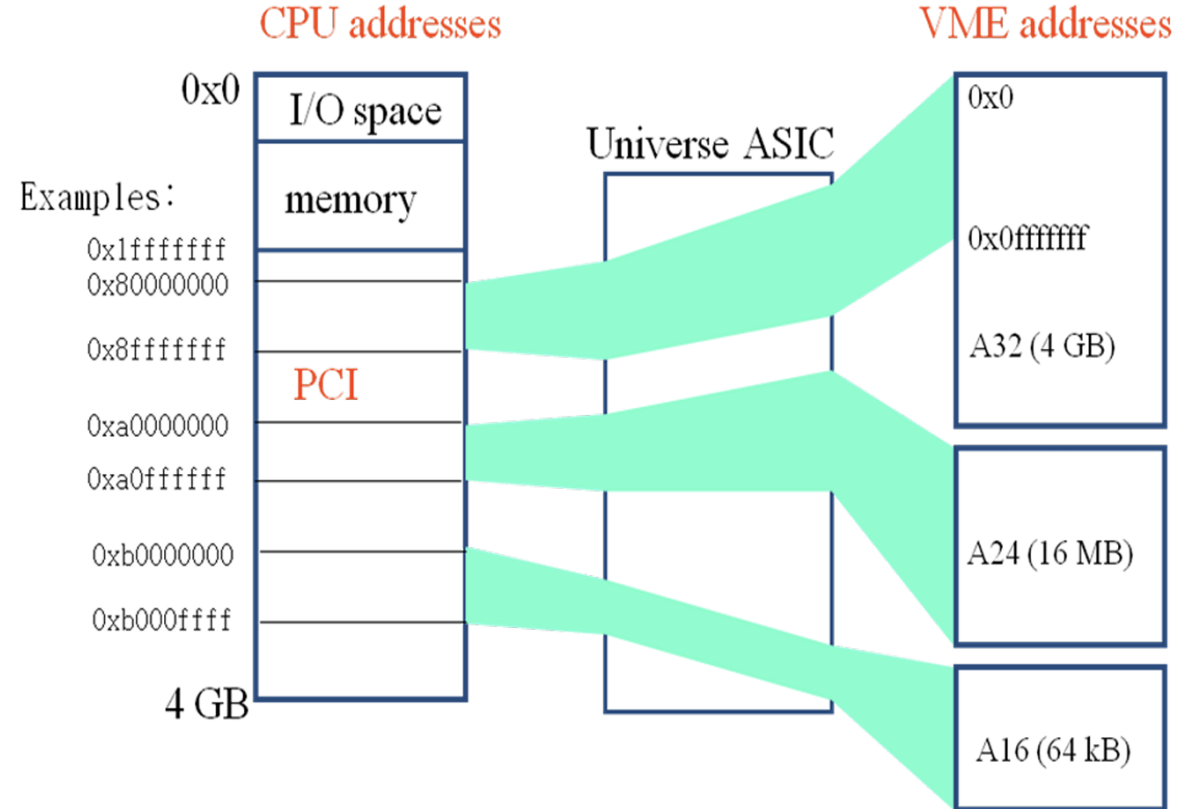 CPU addresses
VME addresses
0x0
I/O space
0x0
Universe ASIC
Examples:
memory
0x1fffffff
0x0fffffff
0x80000000
0x8fffffff
A32 (4 GB)
PCI
0xa0000000
0xa0ffffff
0xb0000000
A24 (16 MB)
0xb000ffff
4 GB
A16 (64 kB)